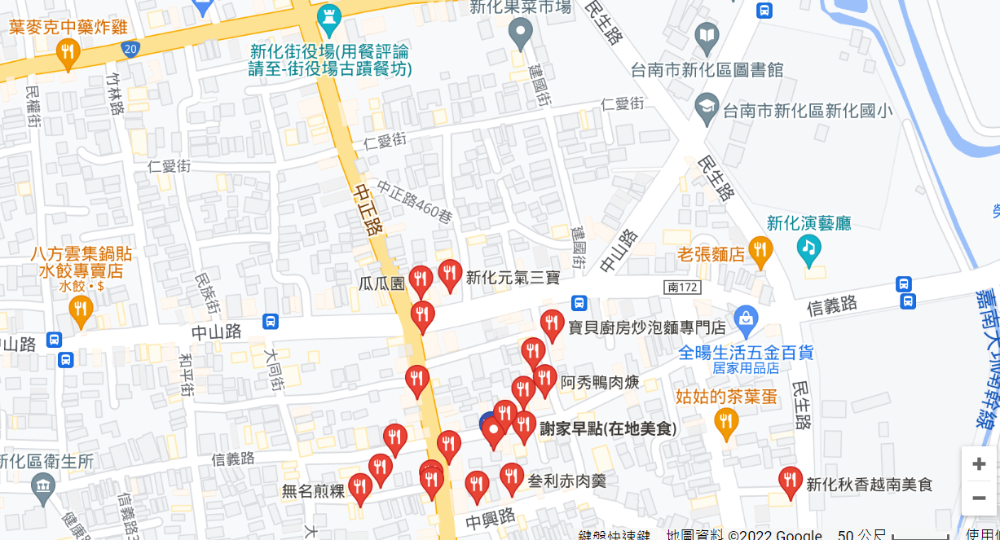 新化果菜市場
民生路
葉麥克中藥炸雞
20
新化街役場(用餐評論
請至-街役場古蹟餐坊)
台南市新化區圖書館
竹林路
民權街
建國街
仁愛街
台南市新化區新化國小
仁愛街
仁愛街
民生路
中正路
中正路460巷
新化演藝廳
建國街
中山路
老張麵店
八方雲集鍋貼
水餃專賣店
水餃・$
民族街
瓜瓜園
新化元氣三寶
南172
信義路
嘉南大圳南幹線
中山路
寶貝廚房炒泡麵專門店
山路
全暘生活五金百貨
居家用品店
和平街
大同街
阿秀鴨肉焿
姑姑的茶葉蛋
民生路
謝家早點(在地美食)
信義路
新化區衛生所
無名煎粿
叁利赤肉羹
新化秋香越南美食
健康路
信義路3
大
中興路
鍵盤快速鍵
地圖資料 ©2022 Google
50 公尺